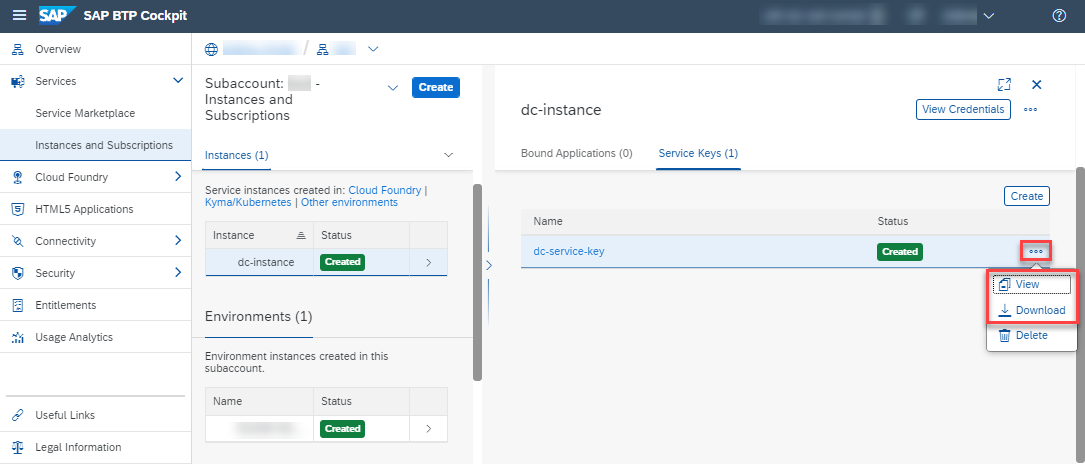 SAP SAP BTP Cockpit
Overview
Services
Service Marketplace
Instances and Subscriptions
Cloud Foundry
HTML5 Applications
Connectivity
Security
Entitlements
Usage Analytics
Useful Links
Legal Information
/
Subaccount: -
Instances and
Subscriptions
Create
Instances (1)
Service instances created in: Cloud Foundry |
Kyma/Kubernetes | Other environments
Instance Status
dc-instance Created
Environments (1)
Environment instances created in this
subaccount.
Name Status
Created
dc-instance
View Credentials
Bound Applications (0) Service Keys (1)
Create
Name Status
dc-service-key Created
View
Download
Delete